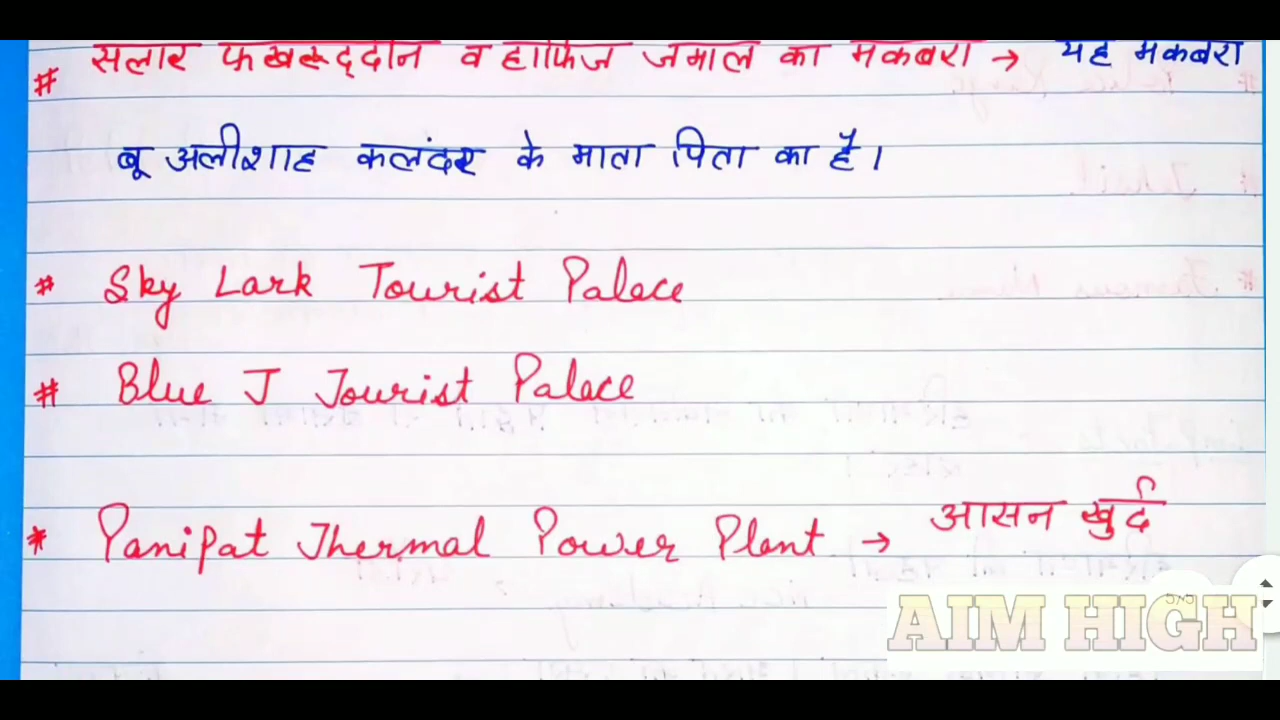 # सलार फखरूद्दीन व हाफिज जमाल का मकबरा → यह मकबरा
बू अलीशाह कलंदर के माता पिता का है।
# Sky Lark Tourist Palace
# Blue J Tourist Palace
* Panipat Thermal Power Plant → आसन खुर्द
AIM HIGH